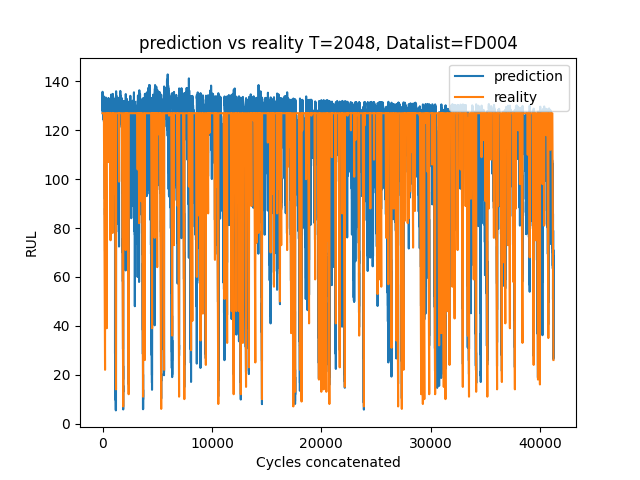 prediction vs reality T=2048, Datalist=FD004
prediction
reality
RUL
140
120
100
80
60
40
20
0
0 10000 20000 30000 40000
Cycles concatenated